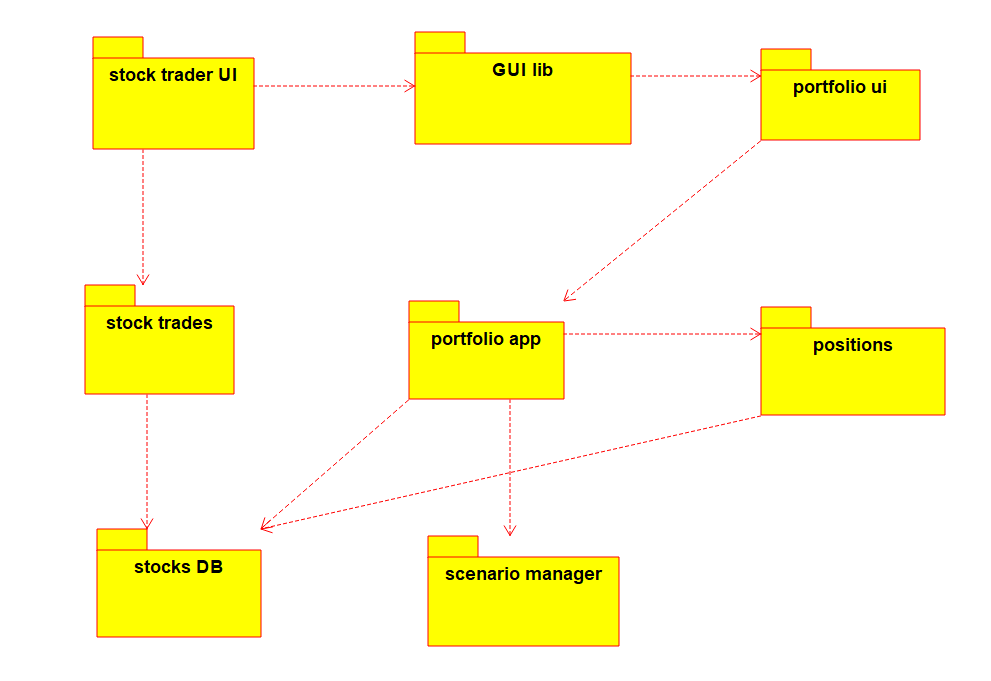 stock trader UI
GUI lib
portfolio ui
stock trades
portfolio app
positions
stocks DB
scenario manager